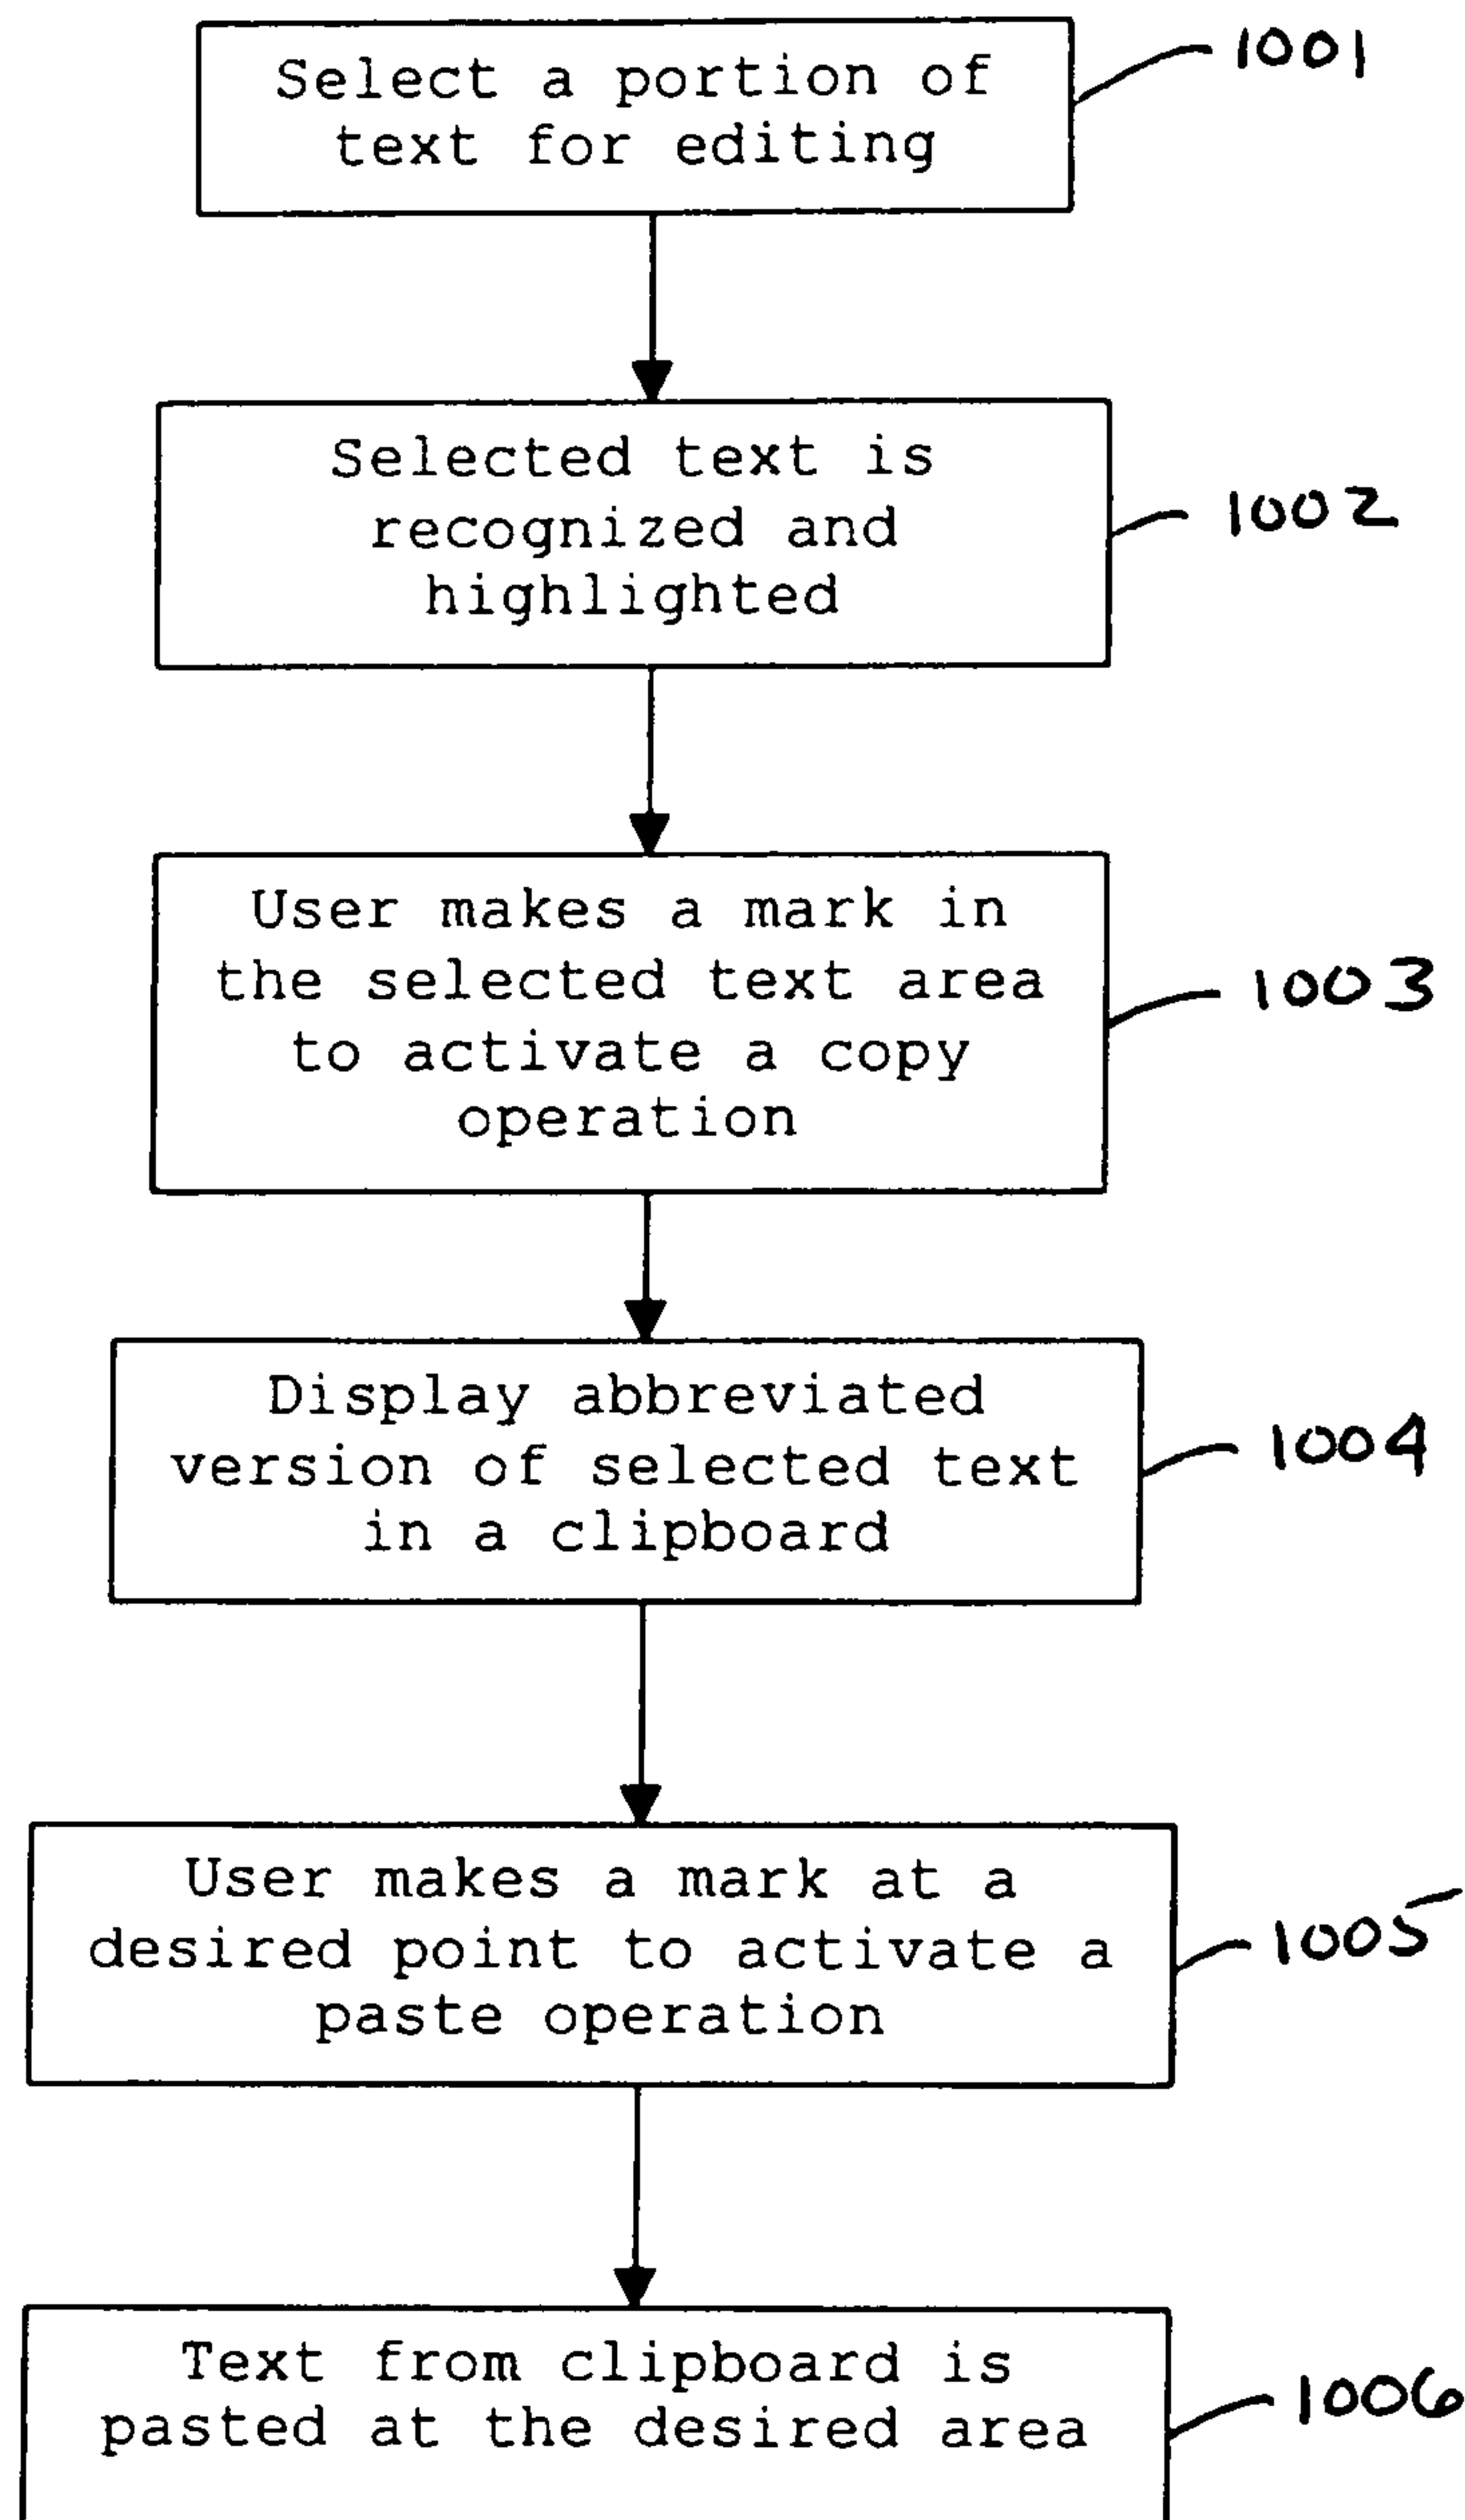 Select a portion of
text for editing
1001
Selected text is
recognized and
highlighted
1002
User makes a mark in
the selected text area
to activate a copy
operation
1003
Display abbreviated
version of selected text
in a clipboard
1004
User makes a mark at a
desired point to activate a
paste operation
1005
Text from clipboard is
pasted at the desired area
1006